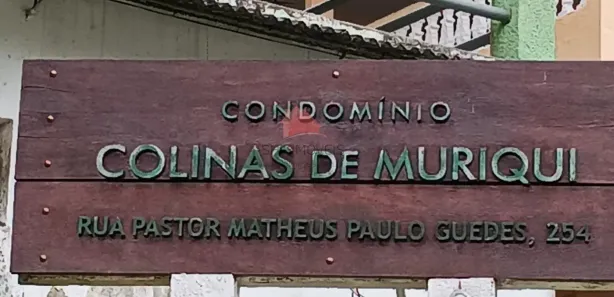 CONDOMÍNIO
COLINAS DE MURIQUI
RUA PASTOR MATHEUS PAULO GUEDES, 254